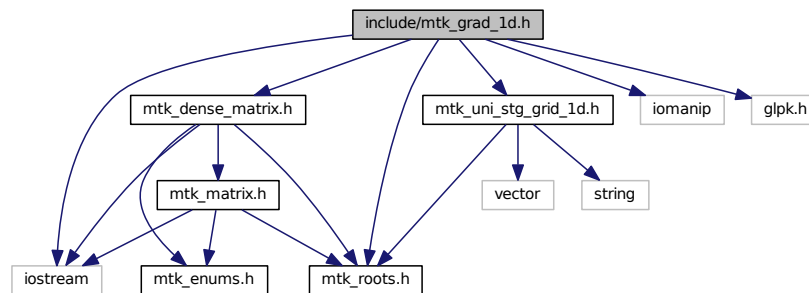 include/mtk_grad_1d.h
mtk_dense_matrix.h
mtk_uni_stg_grid_1d.h
iomanip
glpk.h
mtk_matrix.h
vector
string
iostream
mtk_enums.h
mtk_roots.h